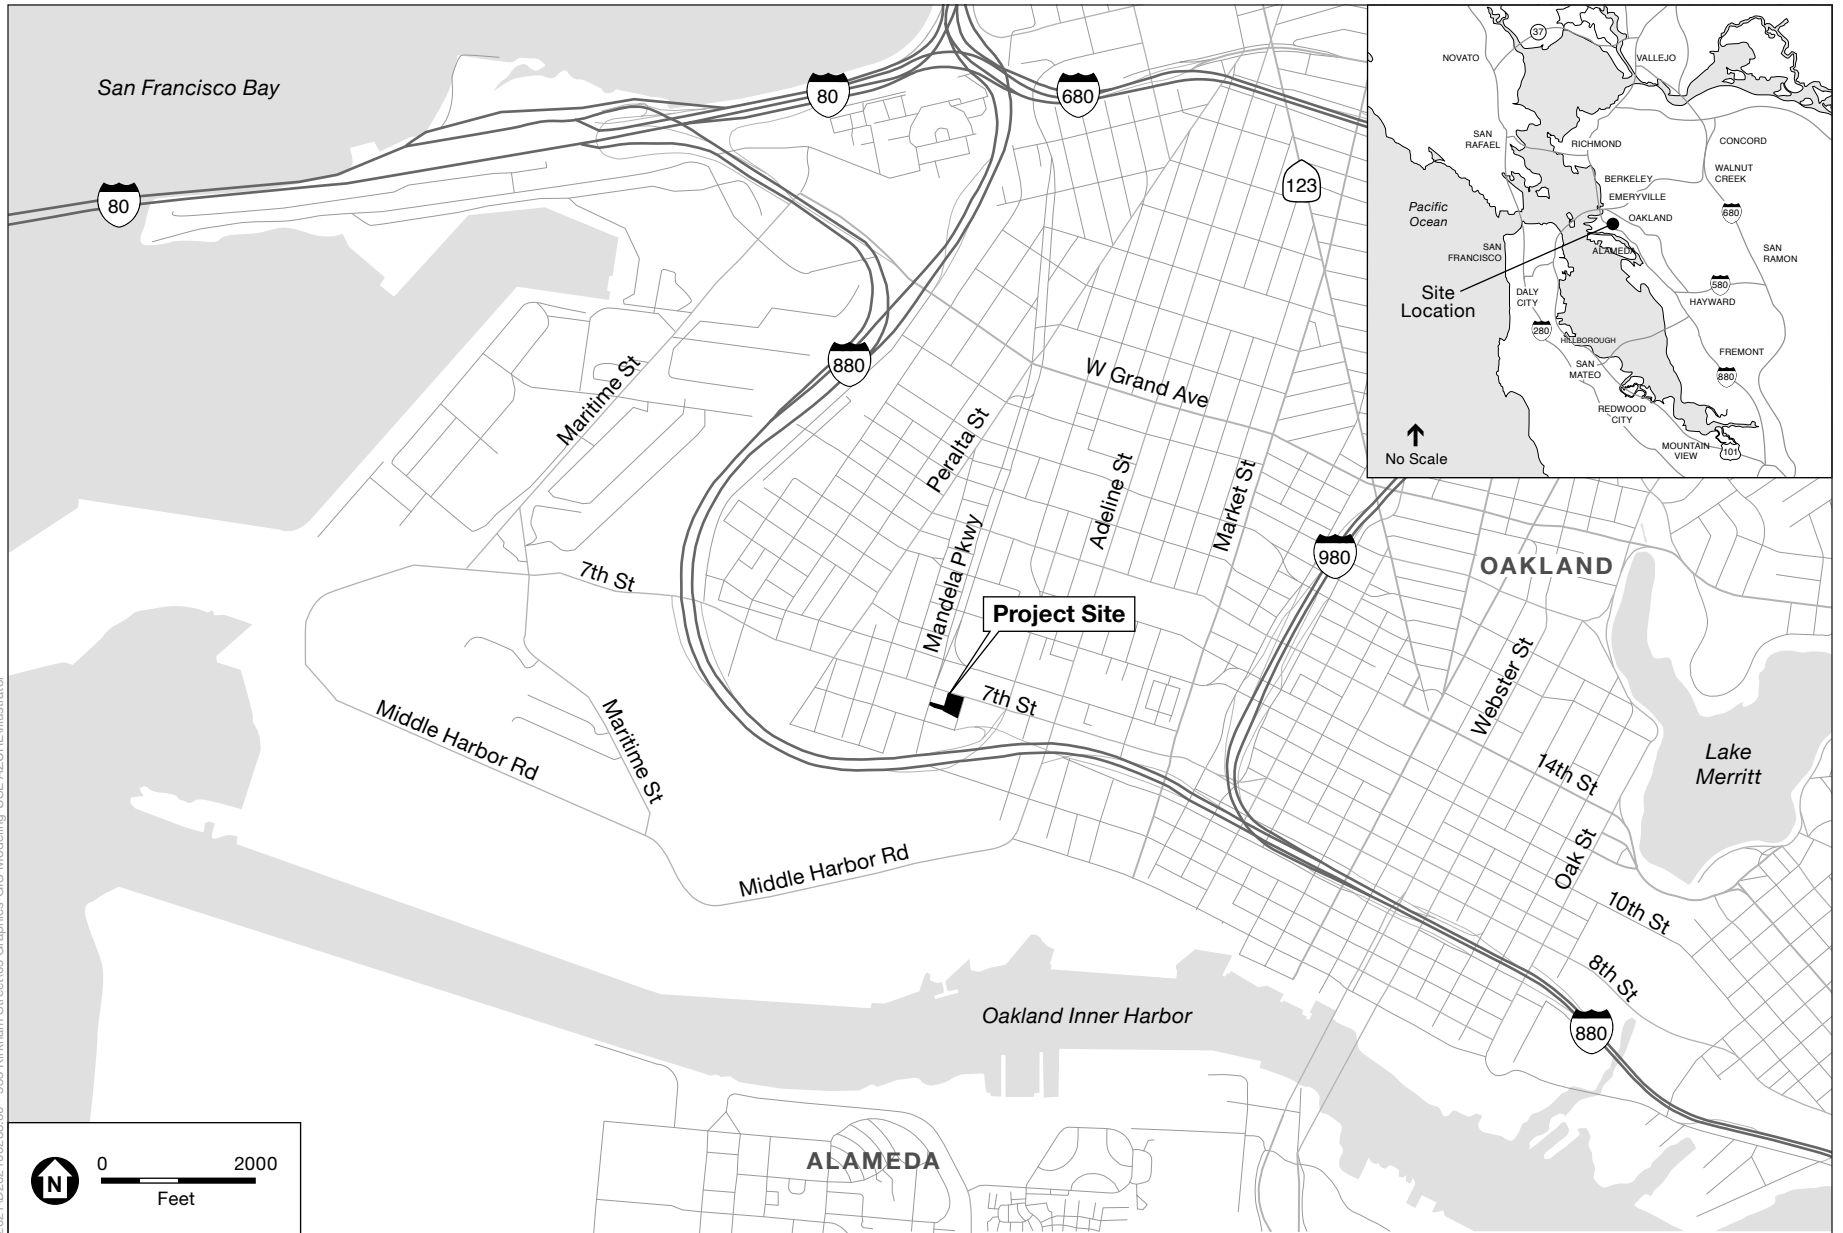 San Francisco Bay
80
680
80
123
880
Maritime St
W Grand Ave
Peralta St
Adeline St
Market St
Mandela Pkwy
980
OAKLAND
7th St
Project Site
7th St
Webster St
Middle Harbor Rd
Maritime St
14th St
Lake
Merritt
Oak St
Middle Harbor Rd
10th St
8th St
Oakland Inner Harbor
880
ALAMEDA
N
0
2000
Feet
37
NOVATO
VALLEJO
SAN
RAFAEL
RICHMOND
CONCORD
WALNUT
CREEK
BERKELEY
EMERYVILLE
Pacific
Ocean
OAKLAND
680
SAN
FRANCISCO
ALAMEDA
SAN
RAMON
Site
Location
DALY
CITY
580
HAYWARD
280
HILLBOROUGH
FREMONT
SAN
MATEO
880
REDWOOD
CITY
MOUNTAIN
VIEW
101
No Scale